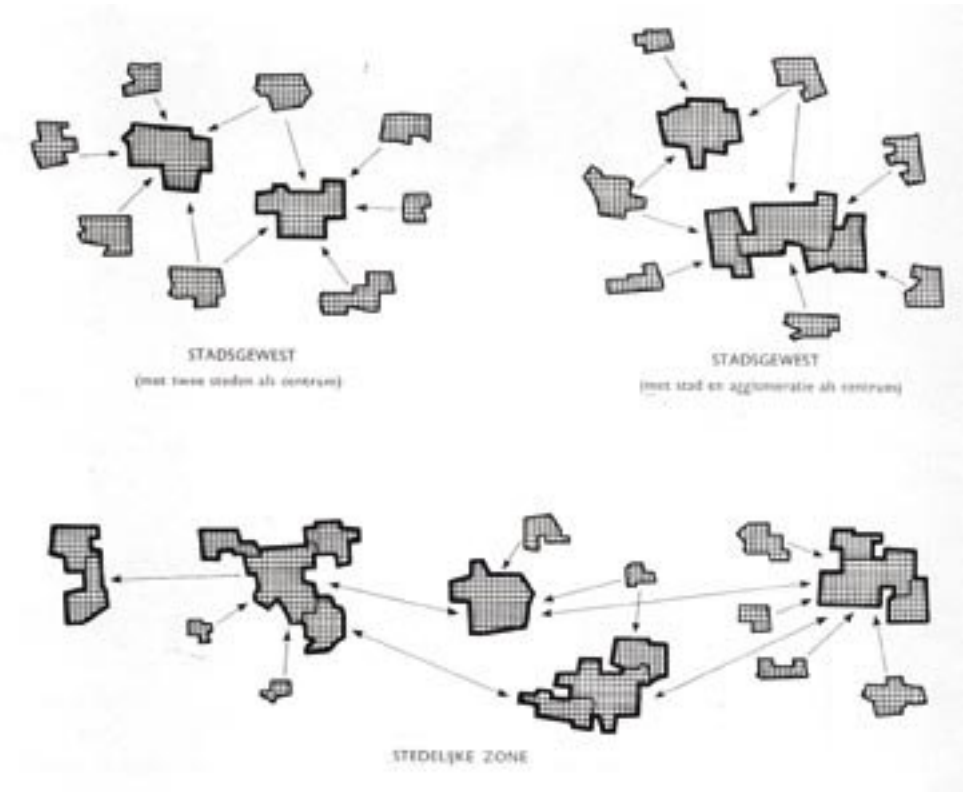 STADSGEWEST
(met twee steden als centrum)
STADSGEWEST
(met stad en agglomeratie als centrum)
STEDELIJKE ZONE